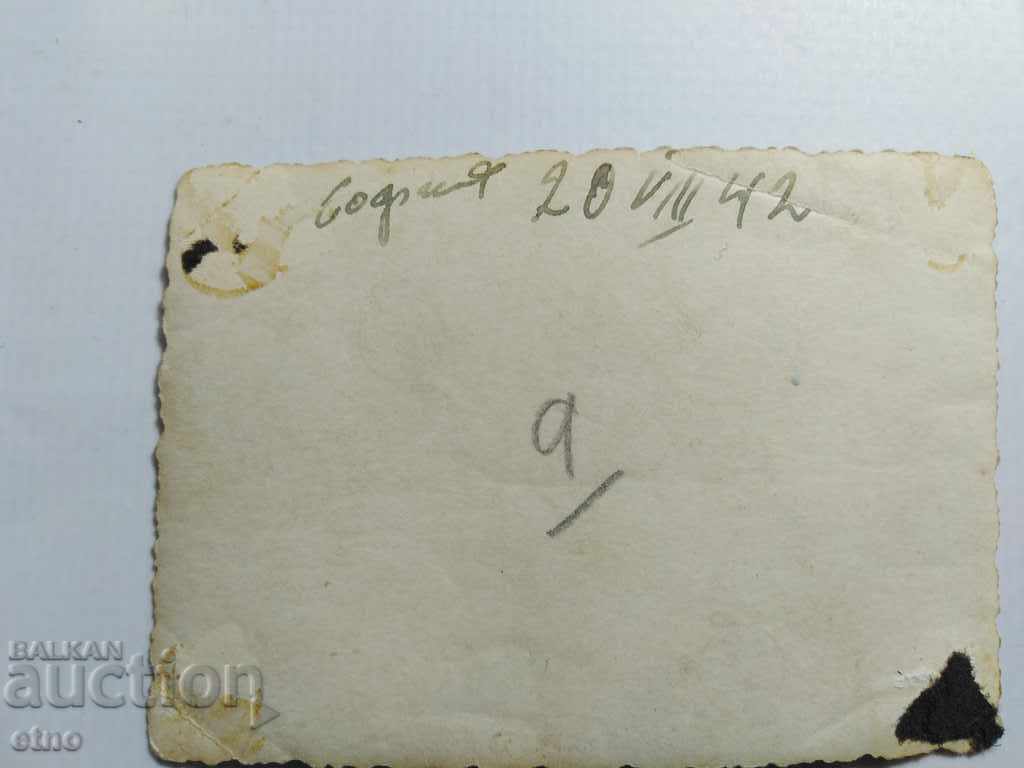 София 20 VIII 42
9
BALKAN
auction
etno